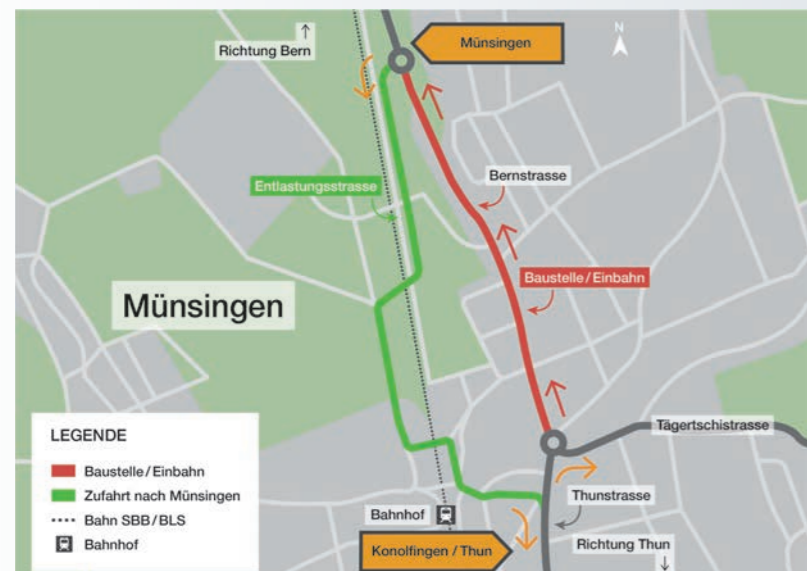 N
Münsingen
Richtung Bern
Bernstrasse
Entlastungsstrasse
Baustelle/Einbahn
Münsingen
Tägertschistrasse
LEGENDE
Baustelle/Einbahn
Zufahrt nach Münsingen
Bahn SBB/BLS
Bahnhof
Thunstrasse
Bahnhof
Konolfingen/Thun
Richtung Thun